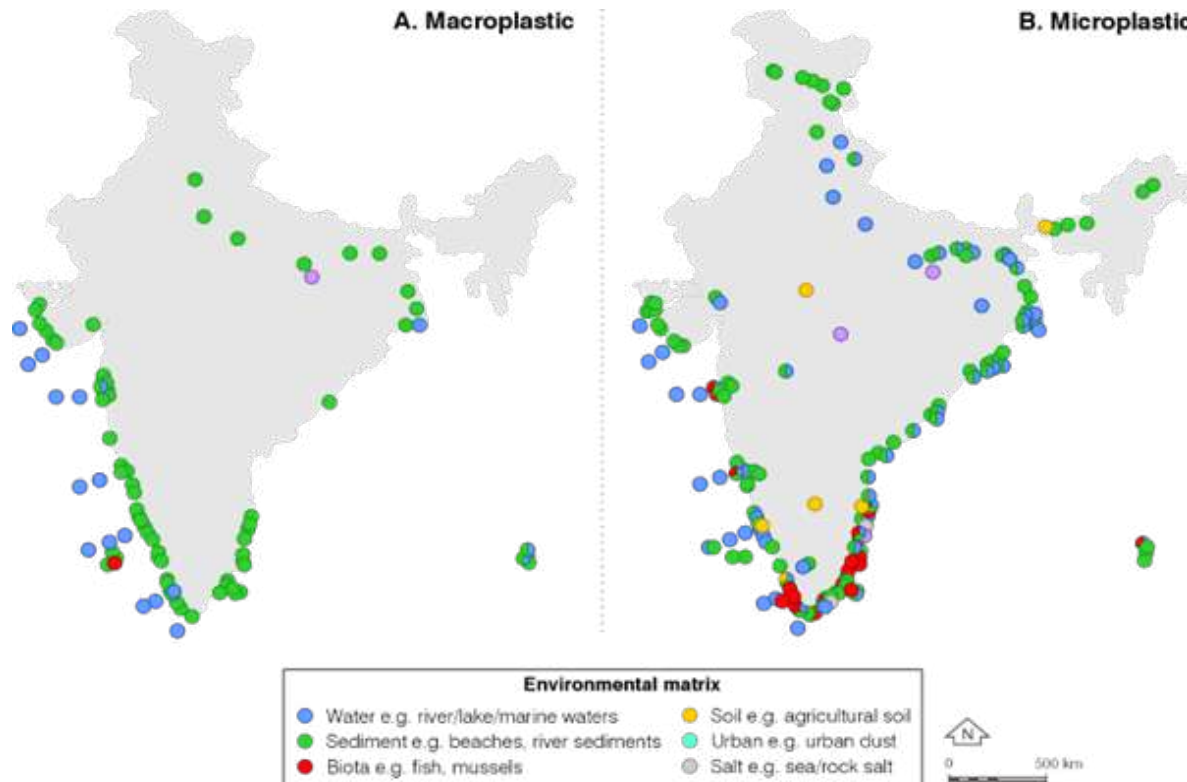 A. Macroplastic
B. Microplastic
Environmental matrix
Water e.g. river/lake/marine waters
Sediment e.g. beaches, river sediments
Biota e.g. fish, mussels
Soil e.g. agricultural soil
Urban e.g. urban dust
Salt e.g. sea/rock salt
N
0 500 km